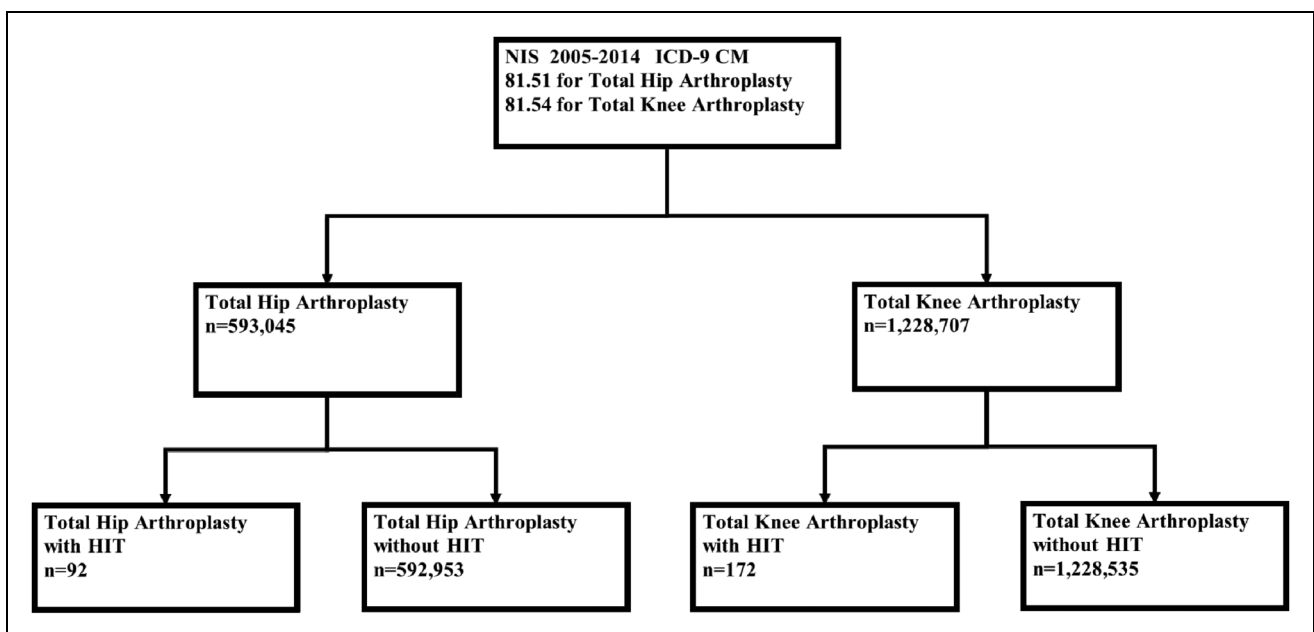 NIS 2005-2014 ICD-9 CM
81.51 for Total Hip Arthroplasty
81.54 for Total Knee Arthroplasty
Total Hip Arthroplasty
n=593,045
Total Knee Arthroplasty
n=1,228,707
Total Hip Arthroplasty
with HIT
n=92
Total Hip Arthroplasty
without HIT
n=592,953
Total Knee Arthroplasty
with HIT
n=172
Total Knee Arthroplasty
without HIT
n=1,228,535